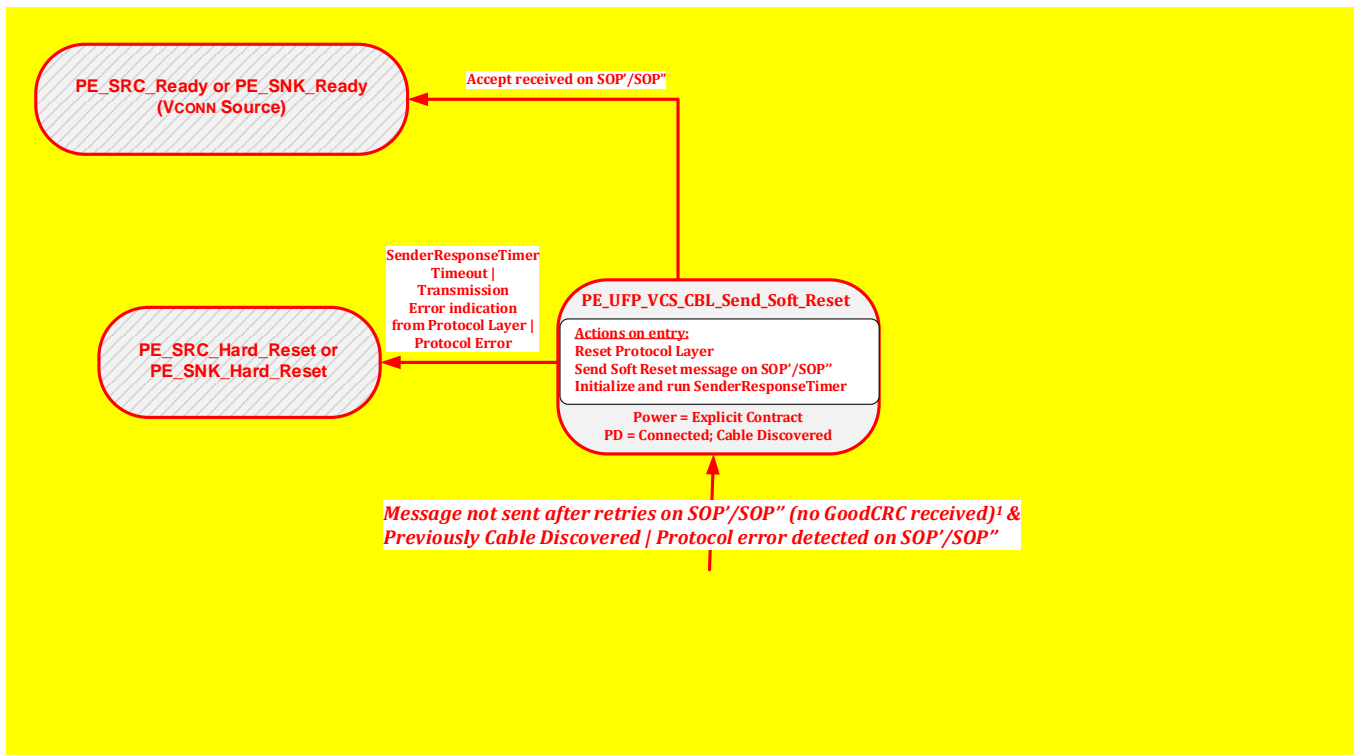 PE_SRC_Ready or PE_SNK_Ready
(VCONN Source)
Accept received on SOP’/SOP”
SenderResponseTimer
Timeout |
Transmission
Error indication
from Protocol Layer |
Protocol Error
PE_SRC_Hard_Reset or
PE_SNK_Hard_Reset
PE_UFP_VCS_CBL_Send_Soft_Reset
Actions on entry:
Reset Protocol Layer
Send Soft Reset message on SOP’/SOP’’
Initialize and run SenderResponseTimer
Power = Explicit Contract
PD = Connected; Cable Discovered
Message not sent after retries on SOP’/SOP” (no GoodCRC received)¹ &
Previously Cable Discovered | Protocol error detected on SOP’/SOP”